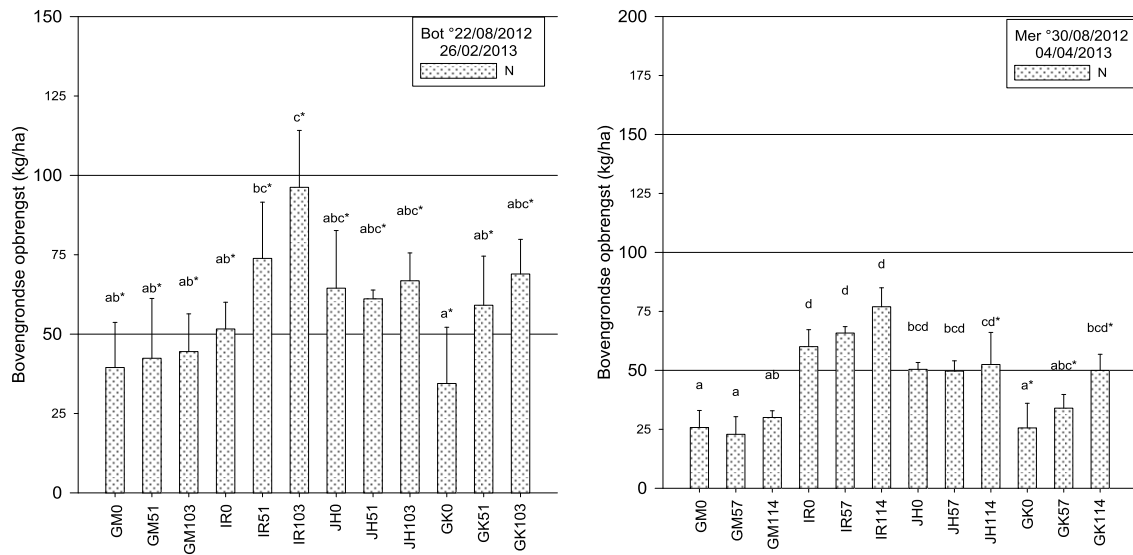 Bovengrondse opbrengst (kg/ha)
150
125
100
75
50
25
0
Bot °22/08/2012
26/02/2013
N
ab*
ab*
ab*
ab*
bc*
c*
abc*
abc*
abc*
a*
ab*
abc*
GM0
GM51
GM103
IR0
IR51
IR103
JH0
JH51
JH103
GK0
GK51
GK103
Bovengrondse opbrengst (kg/ha)
200
175
150
125
100
75
50
25
0
Mer °30/08/2012
04/04/2013
N
a
a
ab
d
d
d
bcd
bcd
cd*
a*
abc*
bcd*
GM0
GM57
GM114
IR0
IR57
IR114
JH0
JH57
JH114
GK0
GK57
GK114